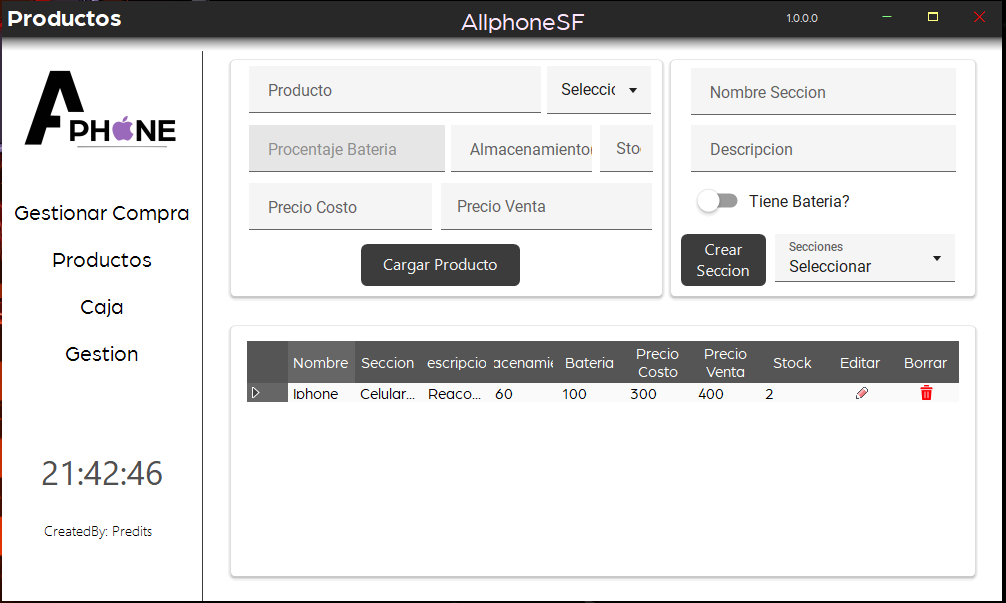 Productos
AllphoneSF
1.0.0.0
APHONE
Gestionar Compra
Productos
Caja
Gestion
21:42:46
CreatedBy: Predits
Producto
Selecció
Procentaje Bateria
Almacenamiento(
Sto
Precio Costo
Precio Venta
Cargar Producto
Nombre Seccion
Descripcion
Tiene Bateria?
Crear
Seccion
Secciones
Seleccionar
Nombre Seccion escripcio acenamie Bateria Precio Costo Precio Venta Stock Editar Borrar
Iphone Celular... Reaco... 60 100 300 400 2